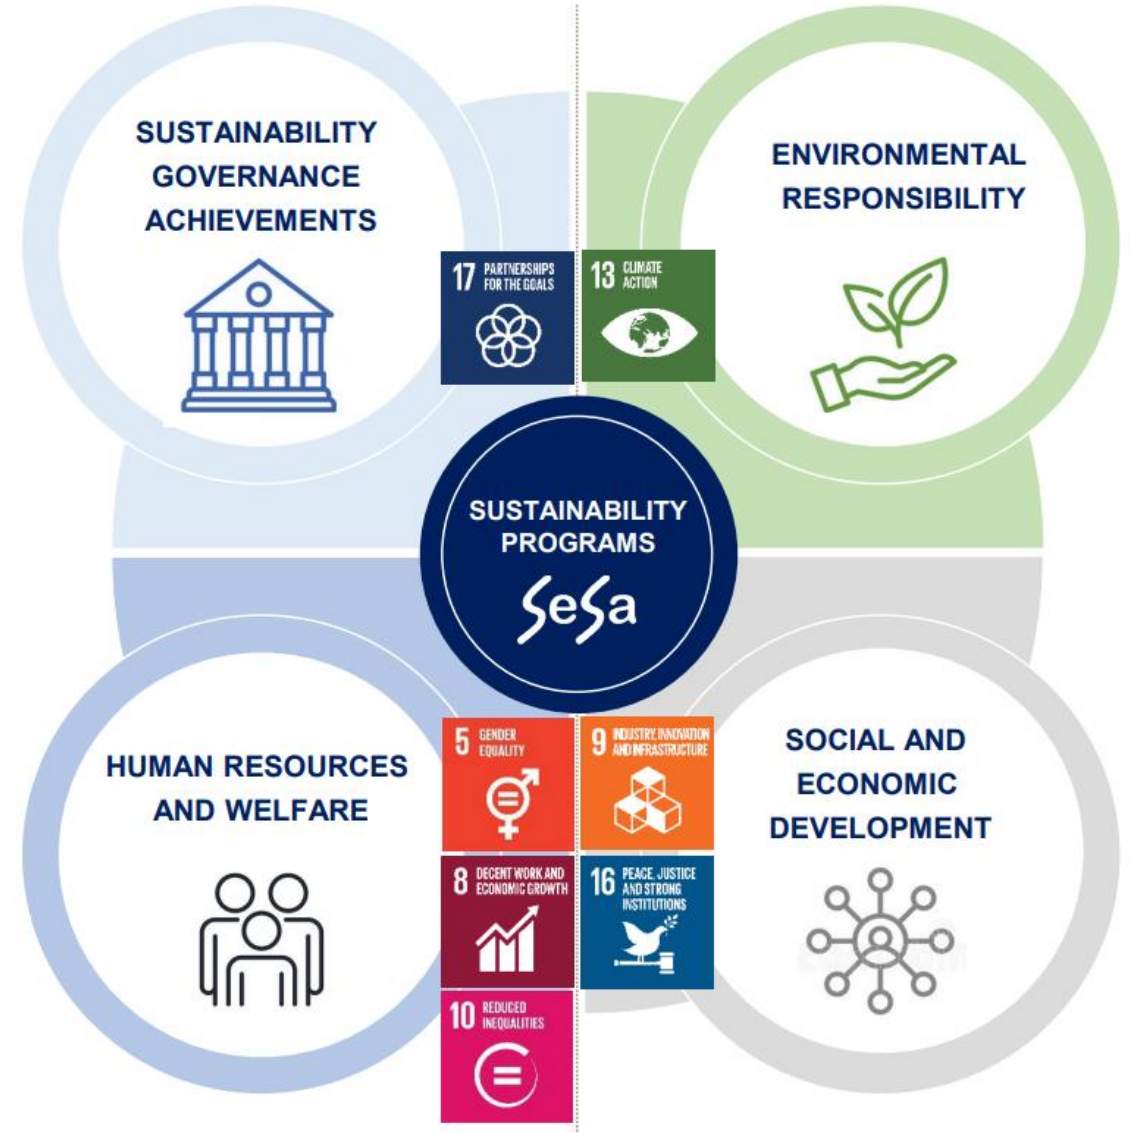 SUSTAINABILITY
GOVERNANCE
ACHIEVEMENTS
ENVIRONMENTAL
RESPONSIBILITY
17 PARTNERSHIPS
FOR THE GOALS
13 CLIMATE
ACTION
SUSTAINABILITY
PROGRAMS
SeSa
HUMAN RESOURCES
AND WELFARE
5 GENDER
EQUALITY
8 DECENT WORK AND
ECONOMIC GROWTH
10 REDUCED
INEQUALITIES
9 INDUSTRY, INNOVATION
AND INFRASTRUCTURE
16 PEACE, JUSTICE
AND STRONG
INSTITUTIONS
SOCIAL AND
ECONOMIC
DEVELOPMENT